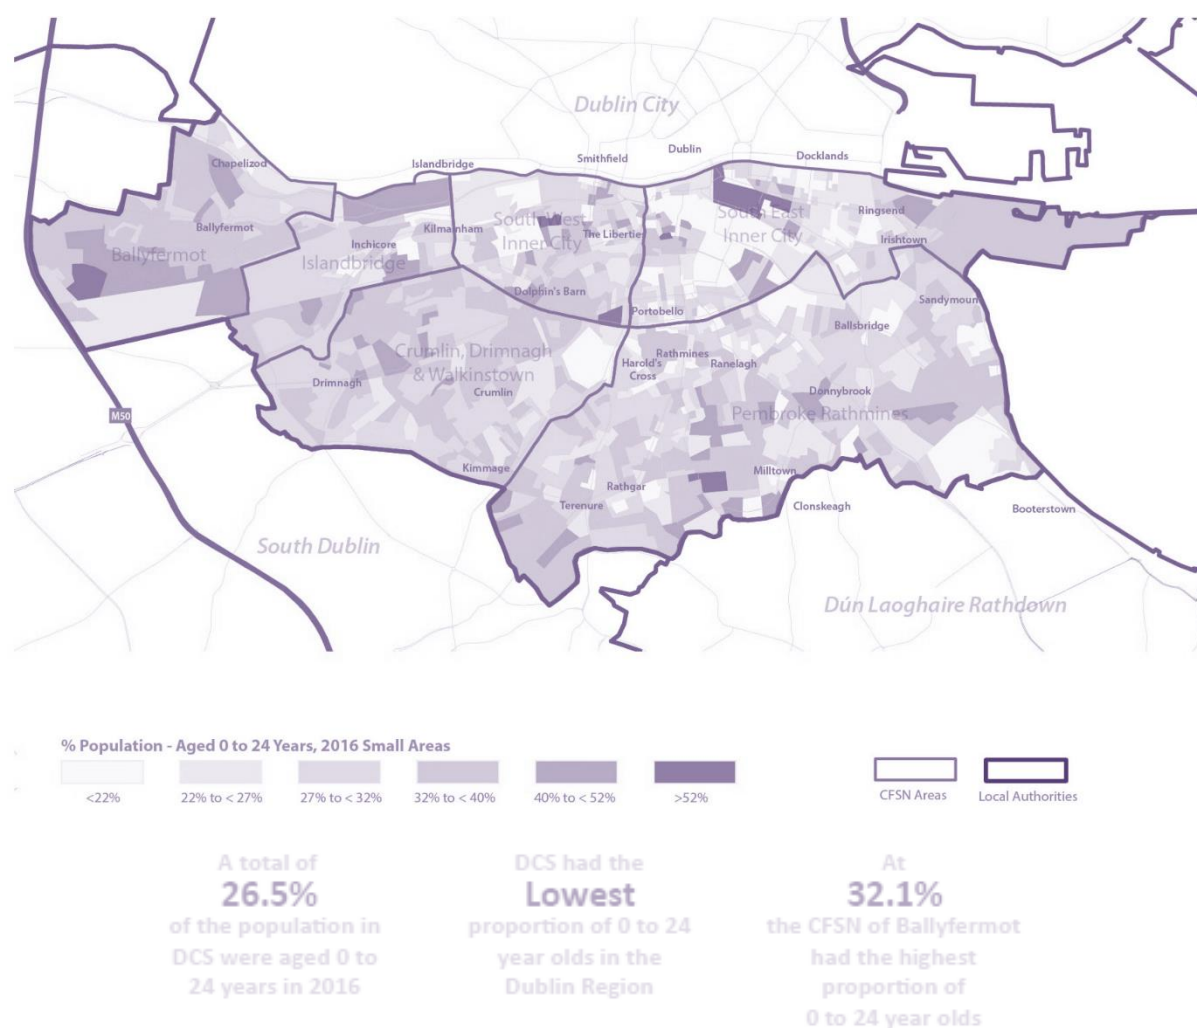 Dublin City
Chapelizod
Islandbridge
Smithfield
Dublin
Docklands
Ballyfermot
Ballyfermot
Inchicore
Islandbridge
Kilmainham
South West
Inner City
The Liberties
South East
Inner City
Ringsend
Irishtown
Dolphin's Barn
Portobello
Sandymount
Ballsbridge
Crumlin, Drimnagh
& Walkinstown
Drimnagh
Crumlin
Harold's
Cross
Rathmines
Ranelagh
Donnybrook
Pembroke Rathmines
M50
Kimmage
Rathgar
Milltown
Terenure
Clonskeagh
Booterstown
South Dublin
Dún Laoghaire Rathdown
% Population - Aged 0 to 24 Years, 2016 Small Areas
<22%
22% to < 27%
27% to < 32%
32% to < 40%
40% to < 52%
>52%
CFSN Areas
Local Authorities
A total of
26.5%
of the population in
DCS were aged 0 to
24 years in 2016
DCS had the
Lowest
proportion of 0 to 24
year olds in the
Dublin Region
At
32.1%
the CFSN of Ballyfermot
had the highest
proportion of
0 to 24 year olds